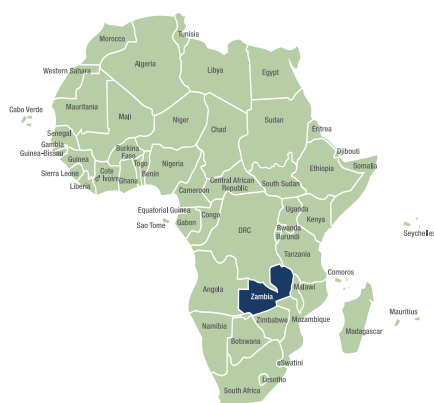 Tunisia
Morocco
Algeria
Libya
Egypt
Western Sahara
Mauritania
Mali
Niger
Chad
Sudan
Eritrea
Cabo Verde
Senegal
Gambia
Guinea-Bissau
Guinea
Sierra Leone
Liberia
Cote
d' Ivoire
Burkina
Faso
Ghana
Togo
Benin
Nigeria
Cameroon
Central African
Republic
South Sudan
Ethiopia
Djibouti
Somalia
Equatorial Guinea
Sao Tome
Gabon
Congo
DRC
Uganda
Kenya
Rwanda
Burundi
Tanzania
Seychelles
Comoros
Angola
Zambia
Malawi
Mozambique
Zimbabwe
Namibia
Botswana
Madagascar
Mauritius
eSwatini
Lesotho
South Africa